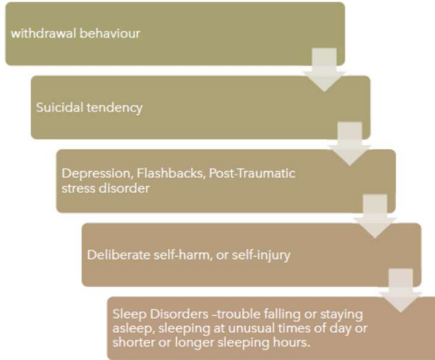 withdrawal behaviour
Suicidal tendency
Depression, Flashbacks, Post-Traumatic
stress disorder
Deliberate self-harm, or self-injury
Sleep Disorders –trouble falling or staying
asleep, sleeping at unusual times of day or
shorter or longer sleeping hours.